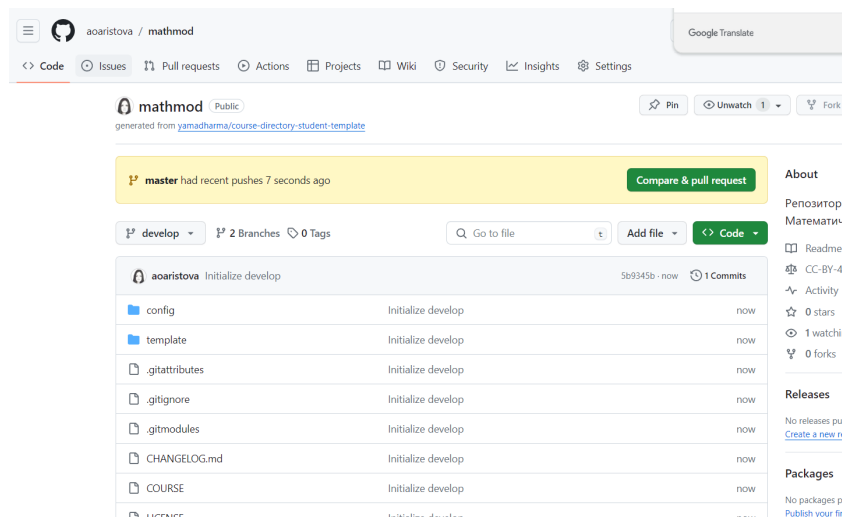 aoaristova / mathmod
Google Translate
Code Issues Pull requests Actions Projects Wiki Security Insights Settings
mathmod Public
Pin Unwatch 1 Fork
generated from yamadharma/course-directory-student-template
master had recent pushes 7 seconds ago Compare & pull request
develop 2 Branches 0 Tags Go to file t Add file Code
aoaristova Initialize develop 5b9345b · now 1 Commits
config Initialize develop now
template Initialize develop now
.gitattributes Initialize develop now
.gitignore Initialize develop now
.gitmodules Initialize develop now
CHANGELOG.md Initialize develop now
COURSE Initialize develop now
LICENSE Initialize develop now
About
Репозитор
Математич
Readme
CC-BY-4
Activity
0 stars
1 watchi
0 forks
Releases
No releases pu
Create a new r
Packages
No packages p
Publish your fi